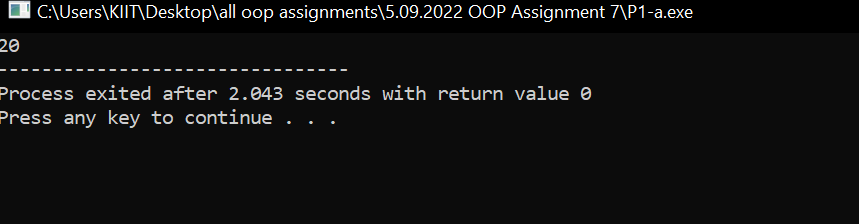 C:\Users\KIIT\Desktop\all oop assignments\5.09.2022 OOP Assignment 7\P1-a.exe
20
--------------------------------
Process exited after 2.043 seconds with return value 0
Press any key to continue . . .